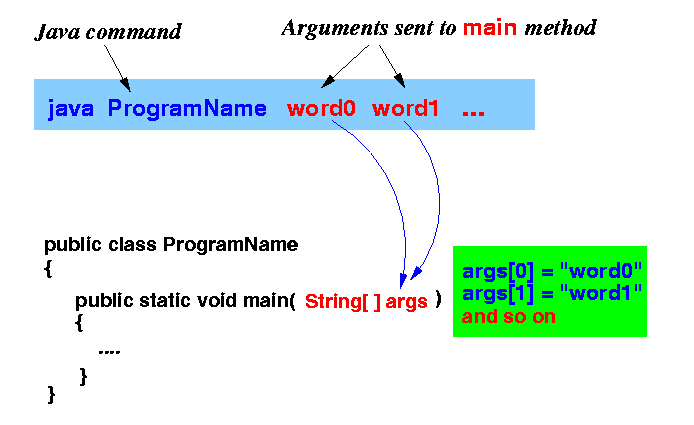 Java command
Arguments sent to main method
java ProgramName word0 word1 ...
public class ProgramName
{
public static void main( String[ ] args )
{
....
}
}
args[0] = "word0"
args[1] = "word1"
and so on